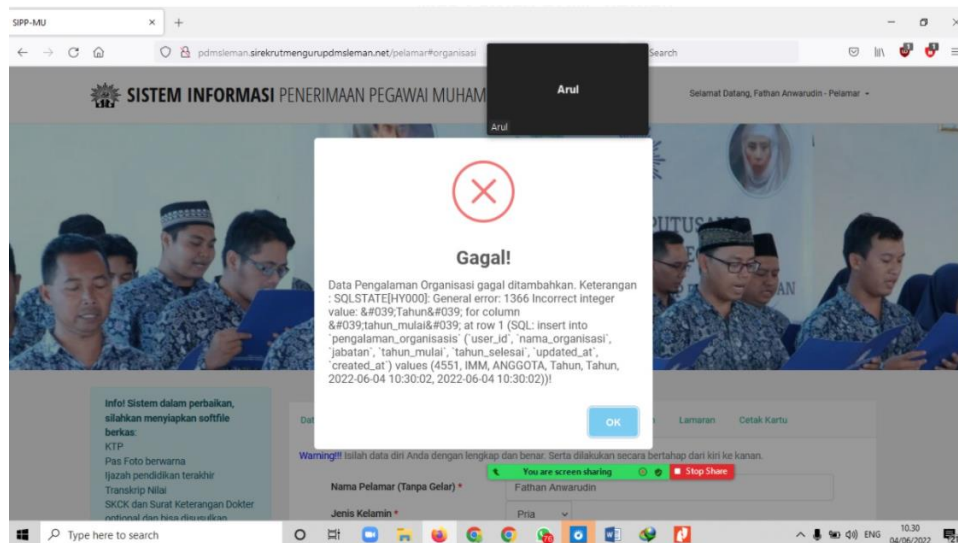 SIPP-MU
pdmsleman.sirekrutmengurupdmsleman.net/pelamar#organisasi
Search
SISTEM INFORMASI PENERIMAAN PEGAWAI MUHAM
Arul
Arul
Selamat Datang, Fathan Anwarudin - Pelamar
PUTUSA
AN
Gagal!
Data Pengalaman Organisasi gagal ditambahkan. Keterangan
: SQLSTATE[HY000]: General error: 1366 Incorrect integer
value: &#039;Tahun&#039; for column
&#039;tahun_mulai&#039; at row 1 (SQL: insert into
`pengalaman_organisasis` (`user_id`, `nama_organisasi`,
`jabatan`, `tahun_mulai`, `tahun_selesai`, `updated_at`,
`created_at`) values (4551, IMM, ANGGOTA, Tahun, Tahun,
2022-06-04 10:30:02, 2022-06-04 10:30:02))!
OK
Info! Sistem dalam perbaikan,
silahkan menyiapkan softfile
berkas:
KTP
Pas Foto berwarna
Ijazah pendidikan terakhir
Transkrip Nilai
SKCK dan Surat Keterangan Dokter
optional dan bisa disusulkan
Dat
Lamaran
Cetak Kartu
Warning!!! Isilah data diri Anda dengan lengkap dan benar. Serta dilakukan secara bertahap dari kiri ke kanan.
You are screen sharing
Stop Share
Nama Pelamar (Tanpa Gelar) *
Fathan Anwarudin
Jenis Kelamin *
Pria
Type here to search
ENG
10.30
04/06/2022